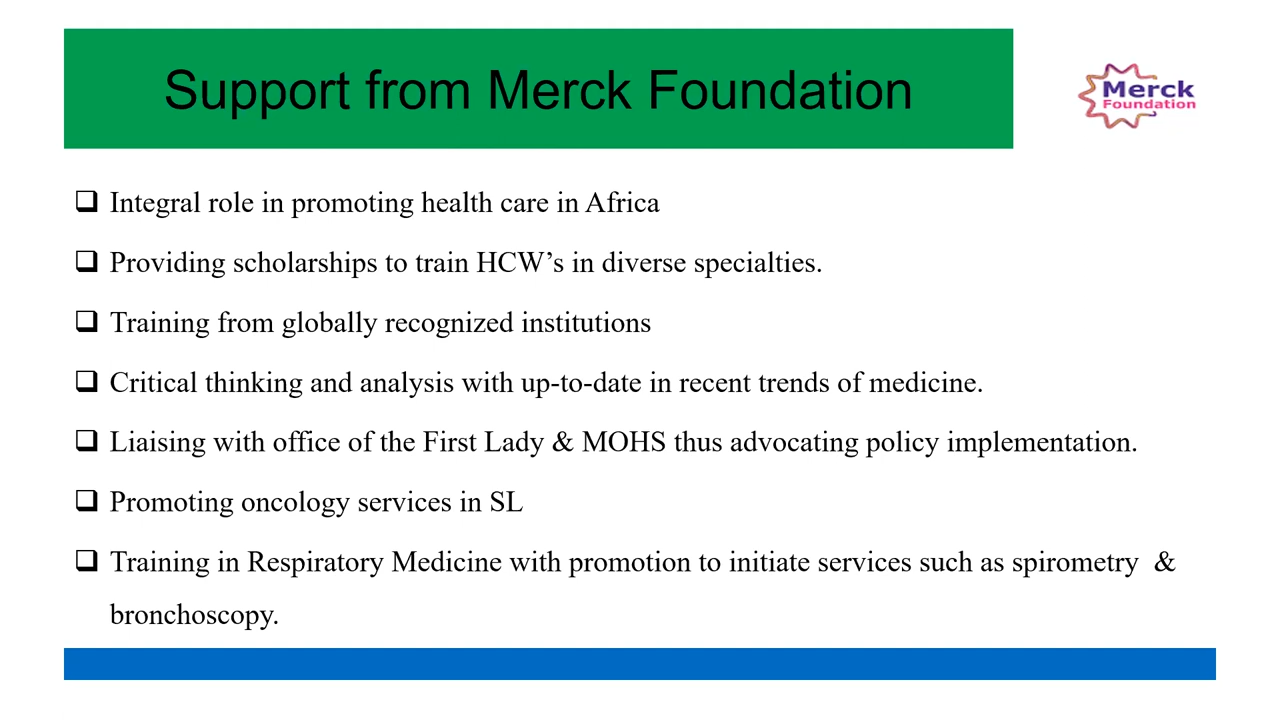 Support from Merck Foundation
Merck
Foundation
❑ Integral role in promoting health care in Africa
❑ Providing scholarships to train HCW’s in diverse specialties.
❑ Training from globally recognized institutions
❑ Critical thinking and analysis with up-to-date in recent trends of medicine.
❑ Liaising with office of the First Lady & MOHS thus advocating policy implementation.
❑ Promoting oncology services in SL
❑ Training in Respiratory Medicine with promotion to initiate services such as spirometry &
bronchoscopy.